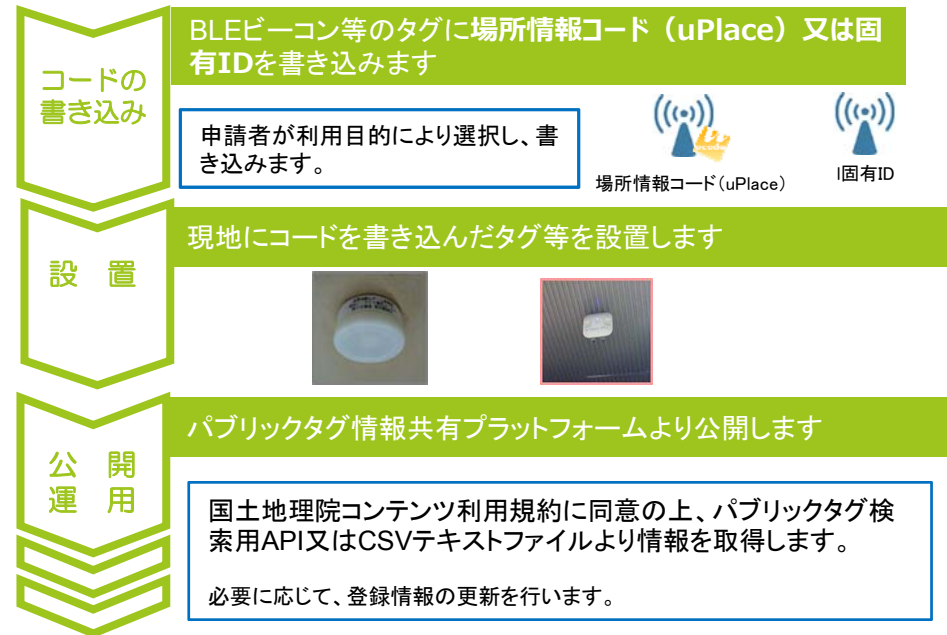 コードの
書き込み
BLEビーコン等のタグに場所情報コード（uPlace）又は固
有IDを書き込みます
申請者が利用目的により選択し、書
き込みます。
場所情報コード（uPlace）
I固有ID
設　置
現地にコードを書き込んだタグ等を設置します
公　開
運　用
パブリックタグ情報共有プラットフォームより公開します
国土地理院コンテンツ利用規約に同意の上、パブリックタグ検
索用API又はCSVテキストファイルより情報を取得します。
必要に応じて、登録情報の更新を行います。